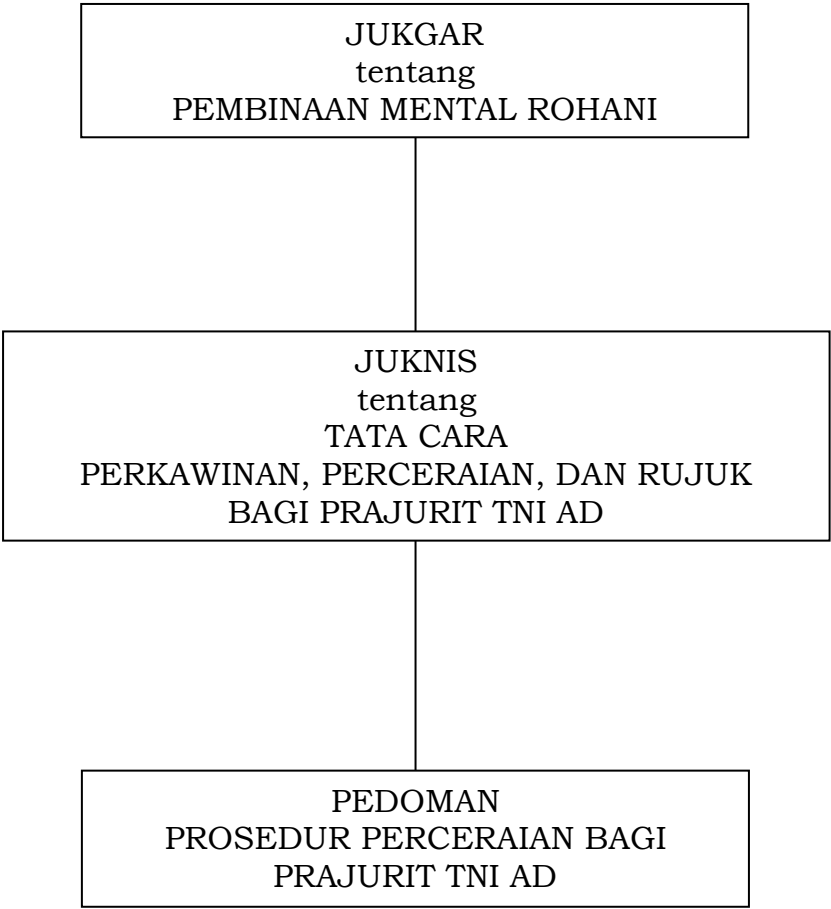 JUKGAR
tentang
PEMBINAAN MENTAL ROHANI
JUKNIS
tentang
TATA CARA
PERKAWINAN, PERCERAIAN, DAN RUJUK
BAGI PRAJURIT TNI AD
PEDOMAN
PROSEDUR PERCERAIAN BAGI
PRAJURIT TNI AD